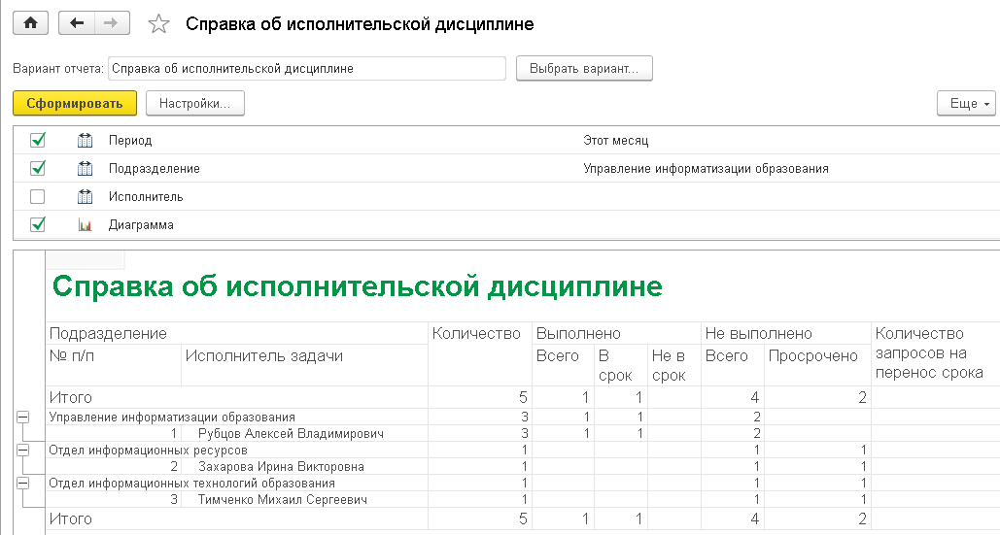 Справка об исполнительской дисциплине
Вариант отчета: Справка об исполнительской дисциплине Выбрать вариант...
Сформировать Настройки... Еще
Период Этот месяц
Подразделение Управление информатизации образования
Исполнитель
Диаграмма
Справка об исполнительской дисциплине
Подразделение Количество Выполнено Не выполнено Количество запросов на перенос срока
№ п/п Исполнитель задачи Всего В срок Не в срок Всего Просрочено
Итого 5 1 1 4 2
Управление информатизации образования 3 1 1 2
1 Рубцов Алексей Владимирович 3 1 1 2
Отдел информационных ресурсов 1 1 1
2 Захарова Ирина Викторовна 1 1 1
Отдел информационных технологий образования 1 1 1
3 Тимченко Михаил Сергеевич 1 1 1
Итого 5 1 1 4 2